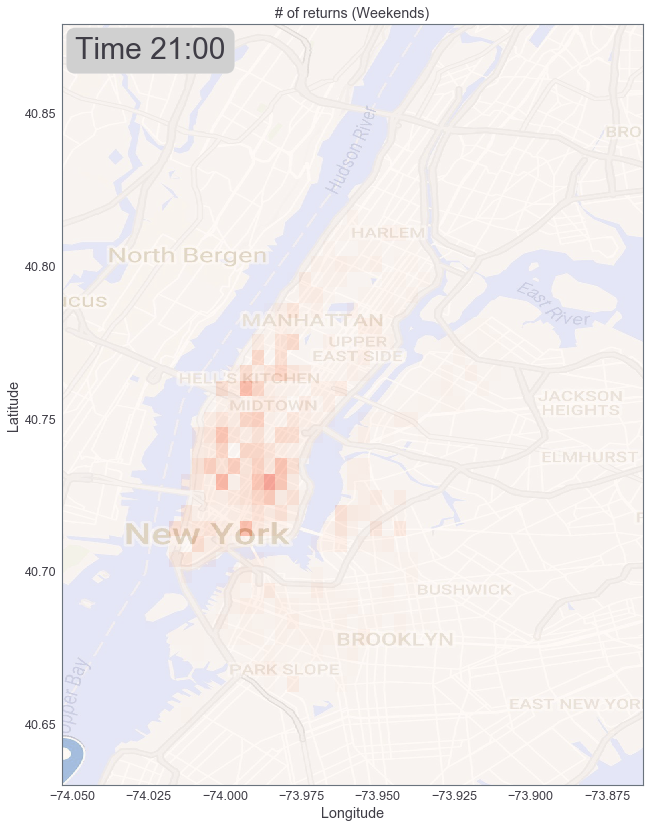 # of returns (Weekends)
Time 21:00
40.85
Hudson River
BRO
HARLEM
40.80
North Bergen
East River
CUS
MANHATTAN
UPPER
EAST SIDE
HELL'S KITCHEN
JACKSON
HEIGHTS
MIDTOWN
40.75
Latitude
ELMHURST
New York
40.70
BUSHWICK
BROOKLYN
PARK SLOPE
pper Bay
EAST NEW YOR
40.65
−74.050
−74.025
−74.000
−73.975
−73.950
−73.925
−73.900
−73.875
Longitude